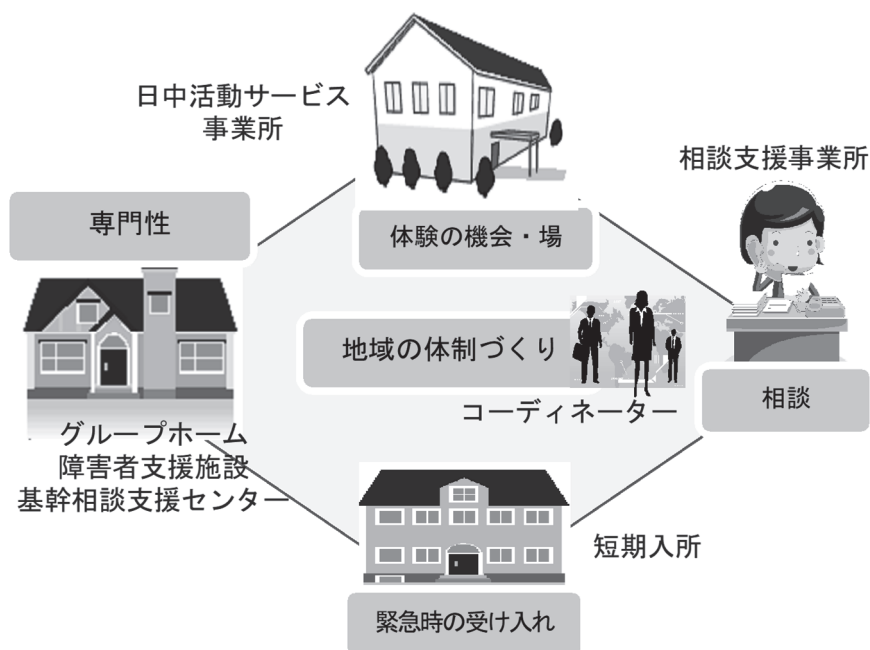 日中活動サービス
事業所
体験の機会・場
相談支援事業所
専門性
地域の体制づくり
コーディネーター
相談
グループホーム
障害者支援施設
基幹相談支援センター
短期入所
緊急時の受け入れ